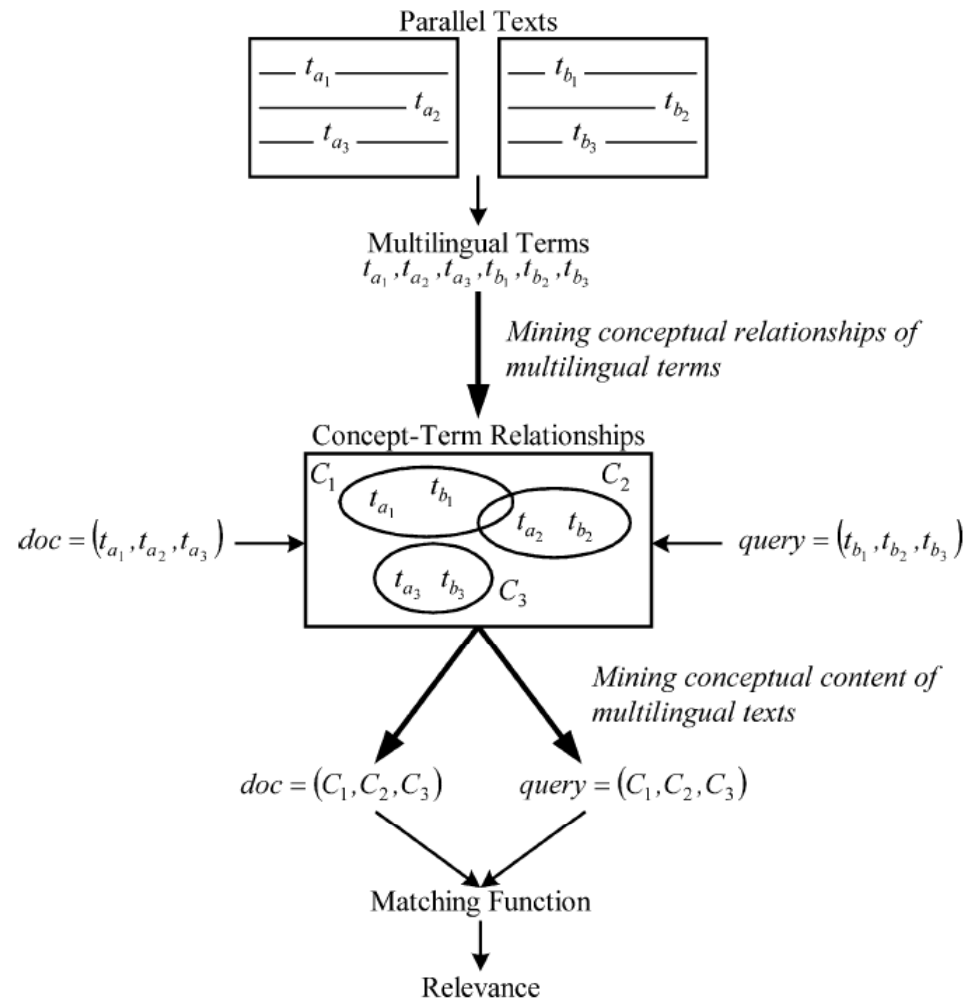 Parallel Texts
t_{a_1} t_{b_1}
t_{a_2} t_{b_2}
t_{a_3} t_{b_3}
Multilingual Terms
t_{a_1}, t_{a_2}, t_{a_3}, t_{b_1}, t_{b_2}, t_{b_3}
Mining conceptual relationships of
multilingual terms
Concept-Term Relationships
C_1 C_2
t_{a_1} t_{b_1}
t_{a_2} t_{b_2}
doc = (t_{a_1}, t_{a_2}, t_{a_3})
query = (t_{b_1}, t_{b_2}, t_{b_3})
t_{a_3} t_{b_3} C_3
Mining conceptual content of
multilingual texts
doc = (C_1, C_2, C_3)
query = (C_1, C_2, C_3)
Matching Function
Relevance